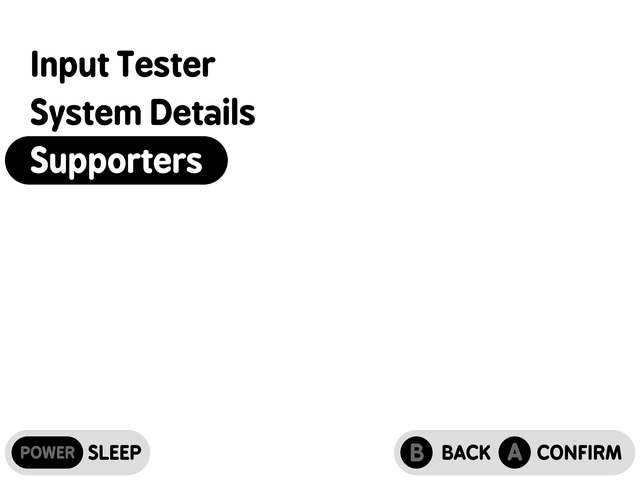 Input Tester
System Details
Supporters
POWER SLEEP B BACK A CONFIRM